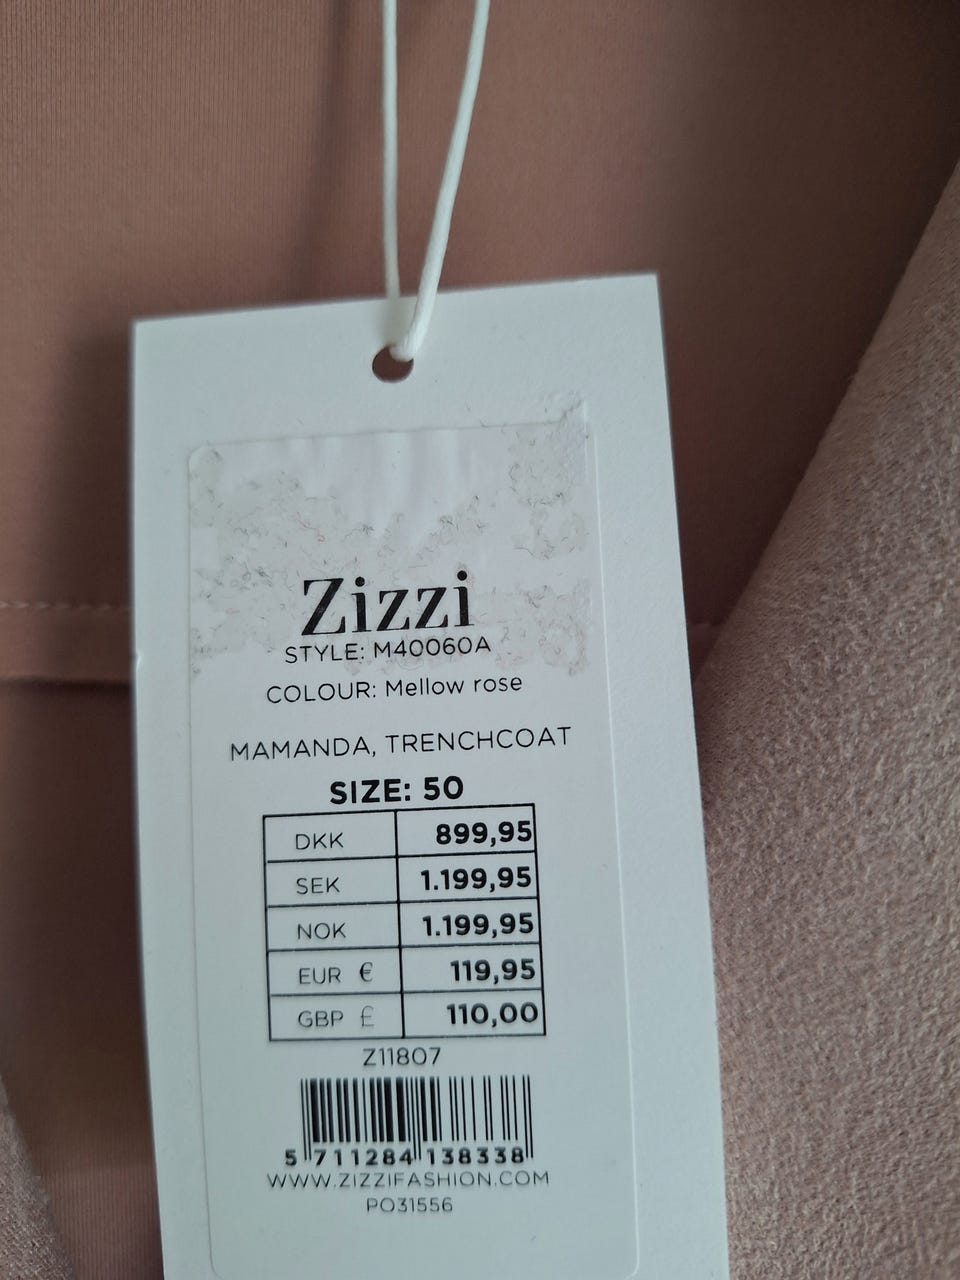 Zizzi
STYLE: M40060A
COLOUR: Mellow rose
MAMANDA, TRENCHCOAT
SIZE: 50
DKK 899,95
SEK 1.199,95
NOK 1.199,95
EUR € 119,95
GBP £ 110,00
Z11807
5 711284 138338
WWW.ZIZZIFASHION.COM
PO31556